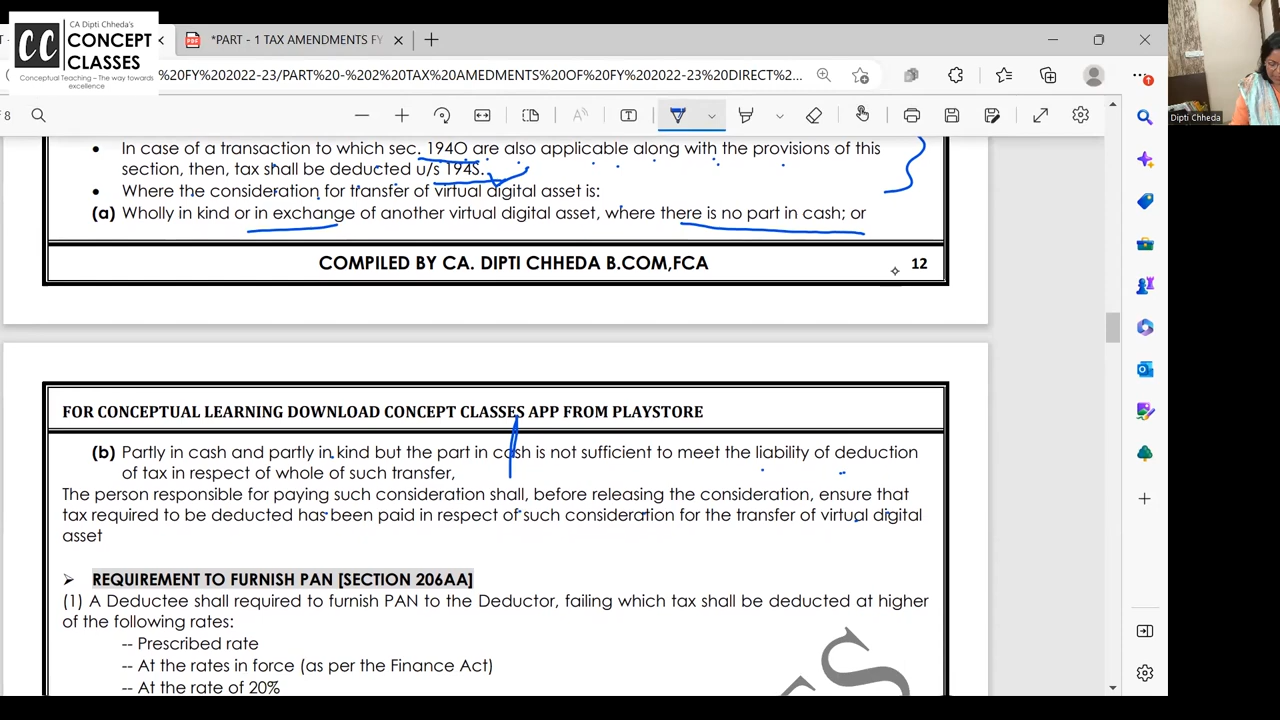 CA Dipti Chheda's
CC CONCEPT
CLASSES
Conceptual Teaching – The way towards
excellence
*PART - 1 TAX AMENDMENTS FY
%20FY%202022-23/PART%20-%202%20TAX%20AMEDMENTS%20OF%20FY%202022-23%20DIRECT%2...
8
• In case of a transaction to which sec. 194O are also applicable along with the provisions of this
section, then, tax shall be deducted u/s 194S.
• Where the consideration for transfer of virtual digital asset is:
(a) Wholly in kind or in exchange of another virtual digital asset, where there is no part in cash; or
COMPILED BY CA. DIPTI CHHEDA B.COM,FCA 12
FOR CONCEPTUAL LEARNING DOWNLOAD CONCEPT CLASSES APP FROM PLAYSTORE
(b) Partly in cash and partly in kind but the part in cash is not sufficient to meet the liability of deduction
of tax in respect of whole of such transfer,
The person responsible for paying such consideration shall, before releasing the consideration, ensure that
tax required to be deducted has been paid in respect of such consideration for the transfer of virtual digital
asset
➢ REQUIREMENT TO FURNISH PAN [SECTION 206AA]
(1) A Deductee shall required to furnish PAN to the Deductor, failing which tax shall be deducted at higher
of the following rates:
-- Prescribed rate
-- At the rates in force (as per the Finance Act)
-- At the rate of 20%
S
Dipti Chheda